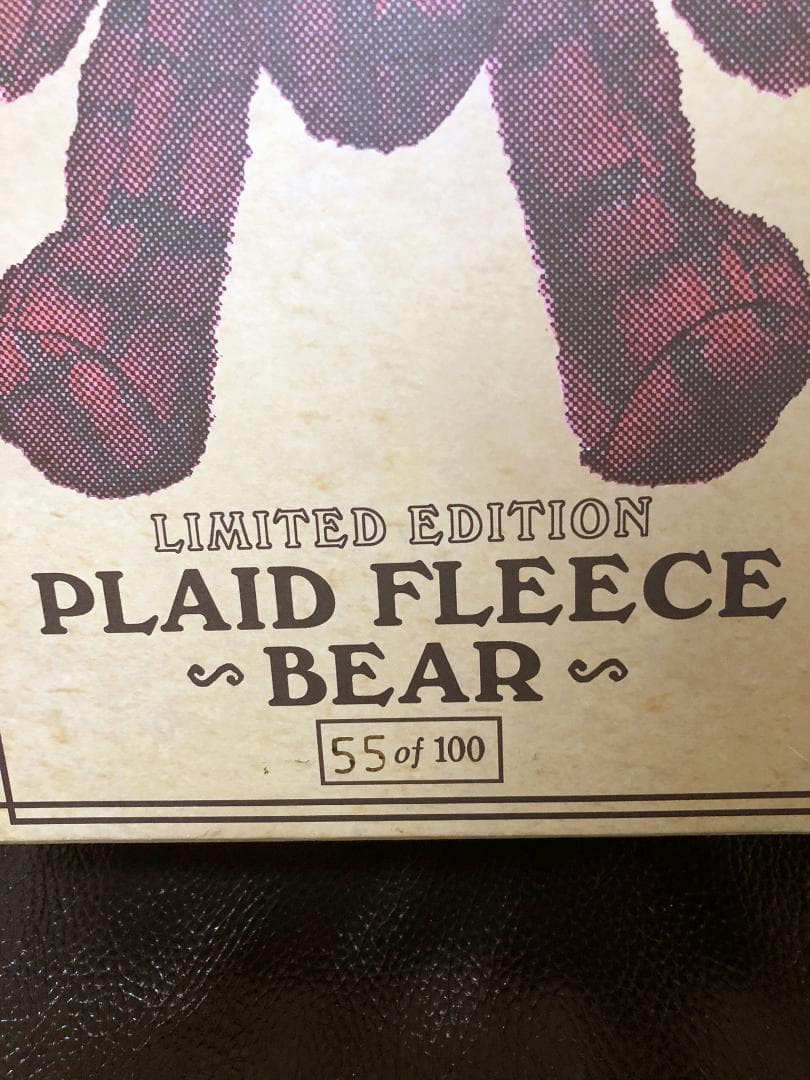 LIMITED EDITION
PLAID FLEECE
~ BEAR ~
55 of 100